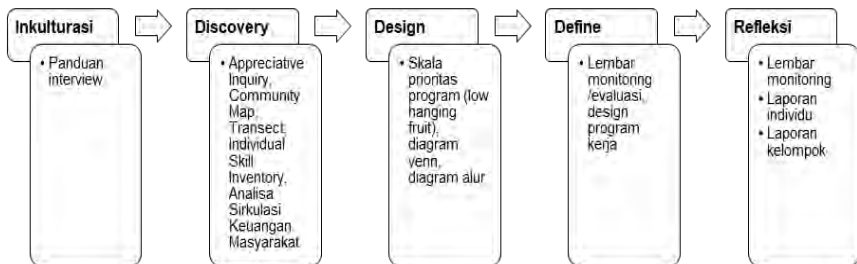 Inkulturasi
• Panduan
interview
Discovery
• Appreciative
Inquiry,
Community
Map,
Transect,
Individual
Skill
Inventory,
Analisa
Sirkulasi
Keuangan
Masyarakat
Design
• Skala
prioritas
program (low
hanging
fruit),
diagram
venn,
diagram alur
Define
• Lembar
monitoring
/evaluasi,
design
program
kerja
Refleksi
• Lembar
monitoring
• Laporan
individu
• Laporan
kelompok